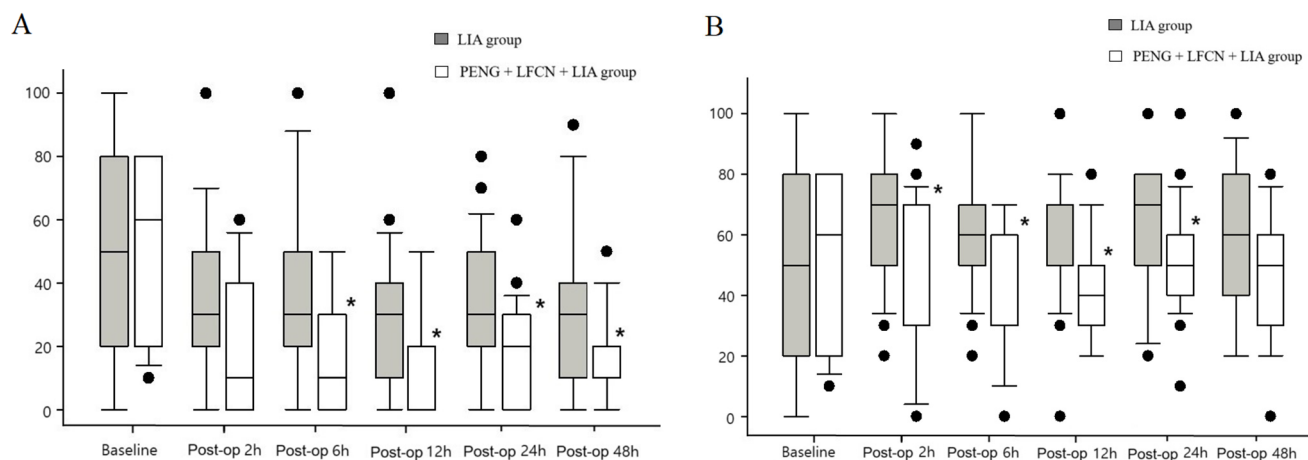 A
LIA group
PENG + LFCN + LIA group
100
80
60
40
20
0
*
*
*
*
Baseline
Post-op 2h
Post-op 6h
Post-op 12h
Post-op 24h
Post-op 48h
B
LIA group
PENG + LFCN + LIA group
100
80
60
40
20
0
*
*
*
*
Baseline
Post-op 2h
Post-op 6h
Post-op 12h
Post-op 24h
Post-op 48h